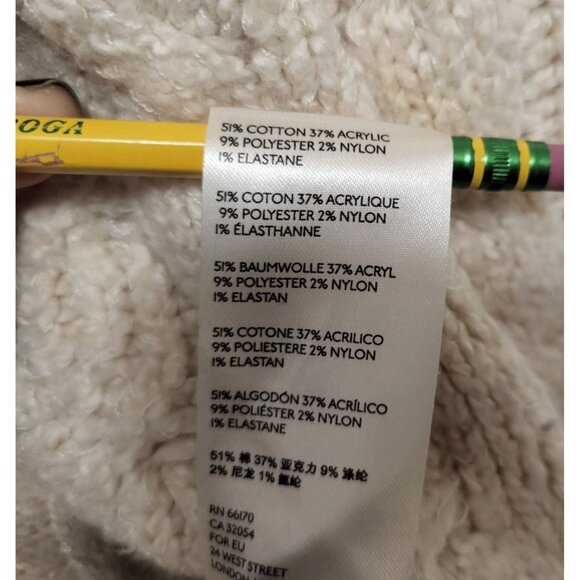 OGA
51% COTTON 37% ACRYLIC
9% POLYESTER 2% NYLON
1% ELASTANE
51% COTON 37% ACRYLIQUE
9% POLYESTER 2% NYLON
1% ÉLASTHANNE
51% BAUMWOLLE 37% ACRYL
9% POLYESTER 2% NYLON
1% ELASTAN
51% COTONE 37% ACRILICO
9% POLIESTERE 2% NYLON
1% ELASTAN
51% ALGODÓN 37% ACRÍLICO
9% POLIÉSTER 2% NYLON
1% ELASTANE
51% 棉 37% 亚克力 9% 涤纶
2% 尼龙 1% 氨纶
RN 66170
CA 32054
FOR EU
24 WEST STREET
LONDON